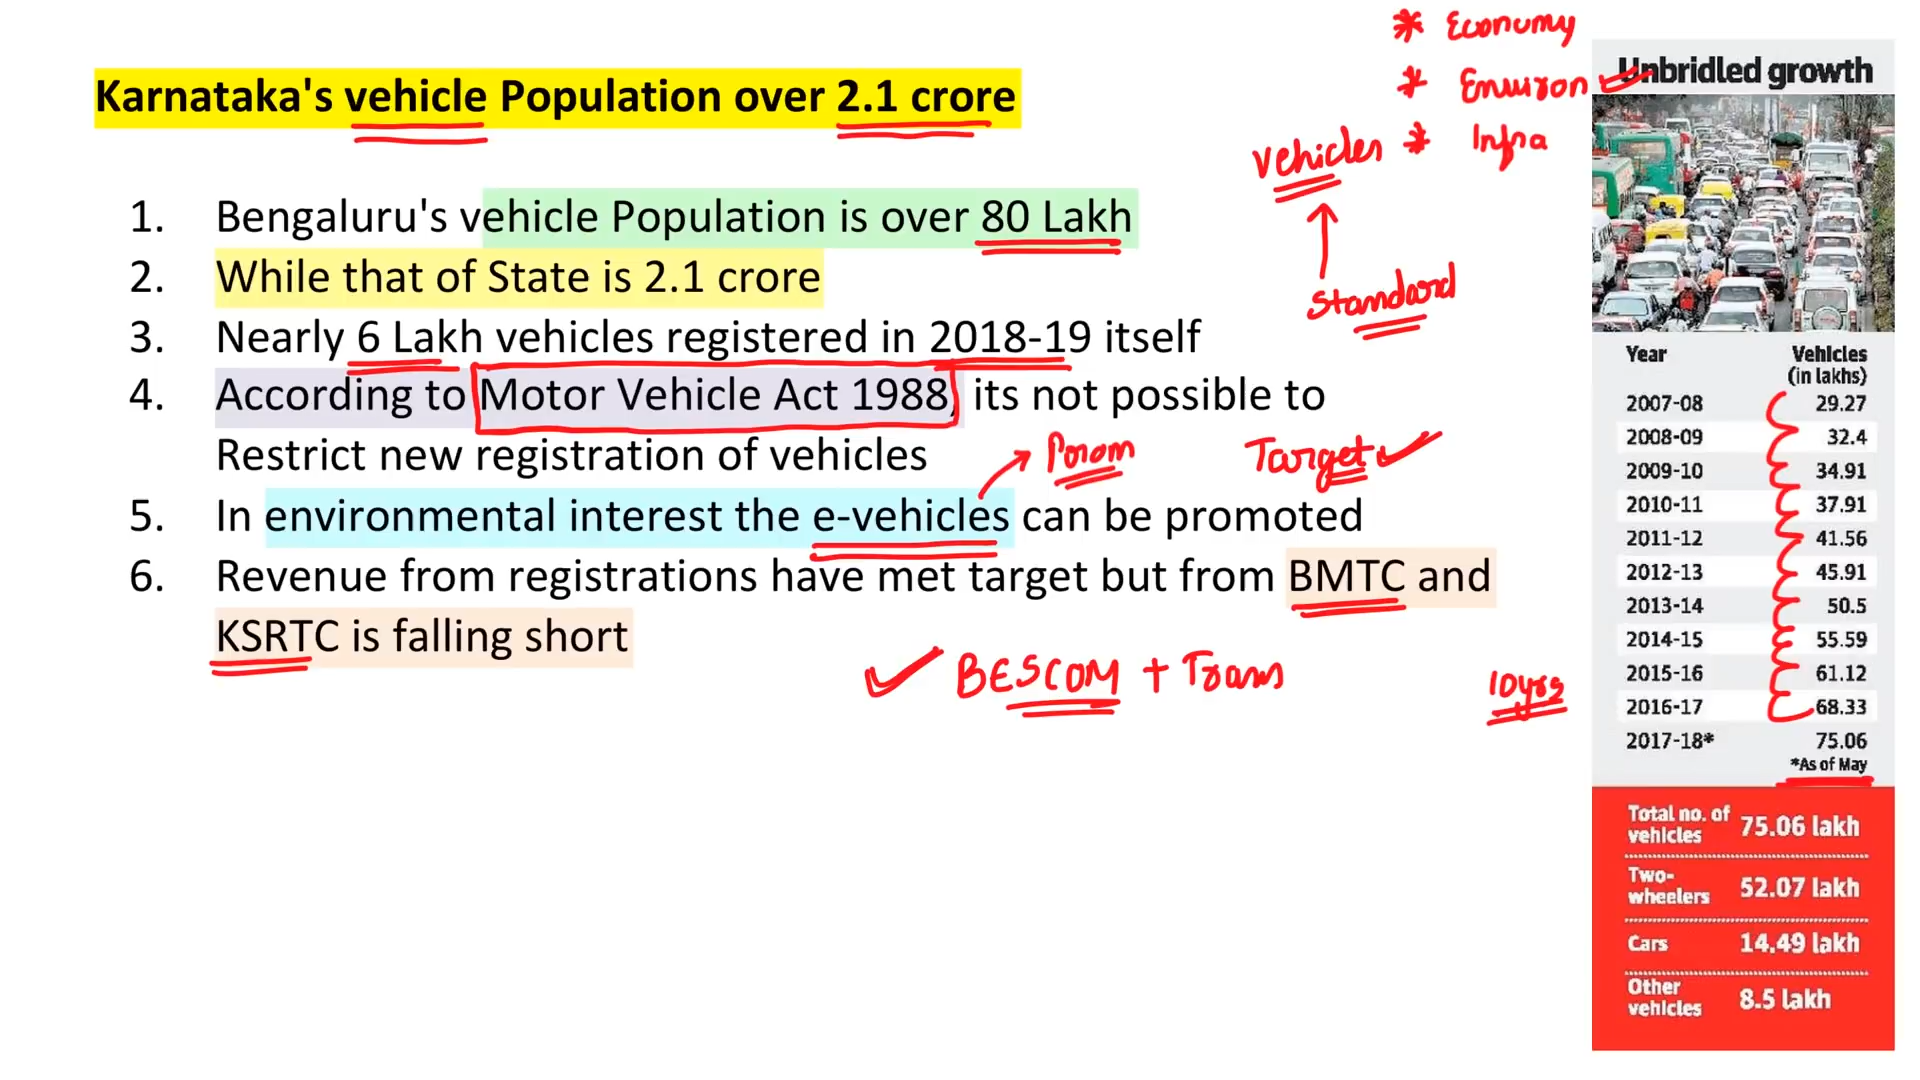 Karnataka's vehicle Population over 2.1 crore
1. Bengaluru's vehicle Population is over 80 Lakh
2. While that of State is 2.1 crore
3. Nearly 6 Lakh vehicles registered in 2018-19 itself
4. According to Motor Vehicle Act 1988, its not possible to
Restrict new registration of vehicles
5. In environmental interest the e-vehicles can be promoted
6. Revenue from registrations have met target but from BMTC and
KSRTC is falling short
* Economy
* Environ
vehicles * Infra
Standard
Prom
Target
BESCOM + Trans
10yrs
Unbridled growth
Year Vehicles
(in lakhs)
2007-08 29.27
2008-09 32.4
2009-10 34.91
2010-11 37.91
2011-12 41.56
2012-13 45.91
2013-14 50.5
2014-15 55.59
2015-16 61.12
2016-17 68.33
2017-18* 75.06
*As of May
Total no. of
vehicles 75.06 lakh
Two-
wheelers 52.07 lakh
Cars 14.49 lakh
Other
vehicles 8.5 lakh